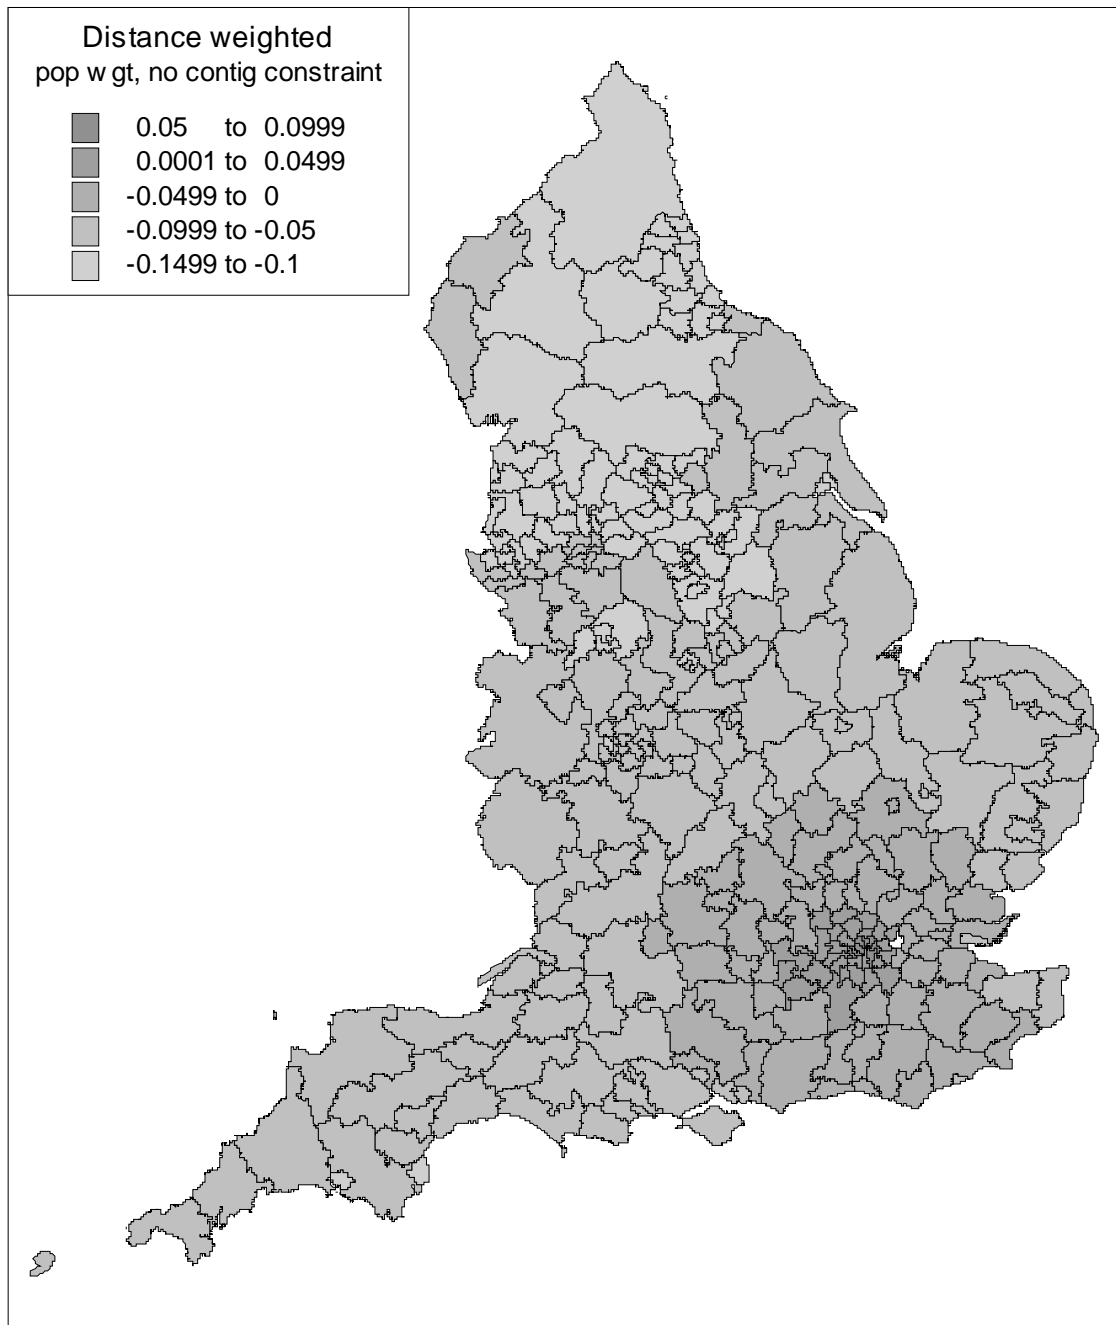 Distance weighted
pop w gt, no contig constraint
0.05 to 0.0999
0.0001 to 0.0499
-0.0499 to 0
-0.0999 to -0.05
-0.1499 to -0.1